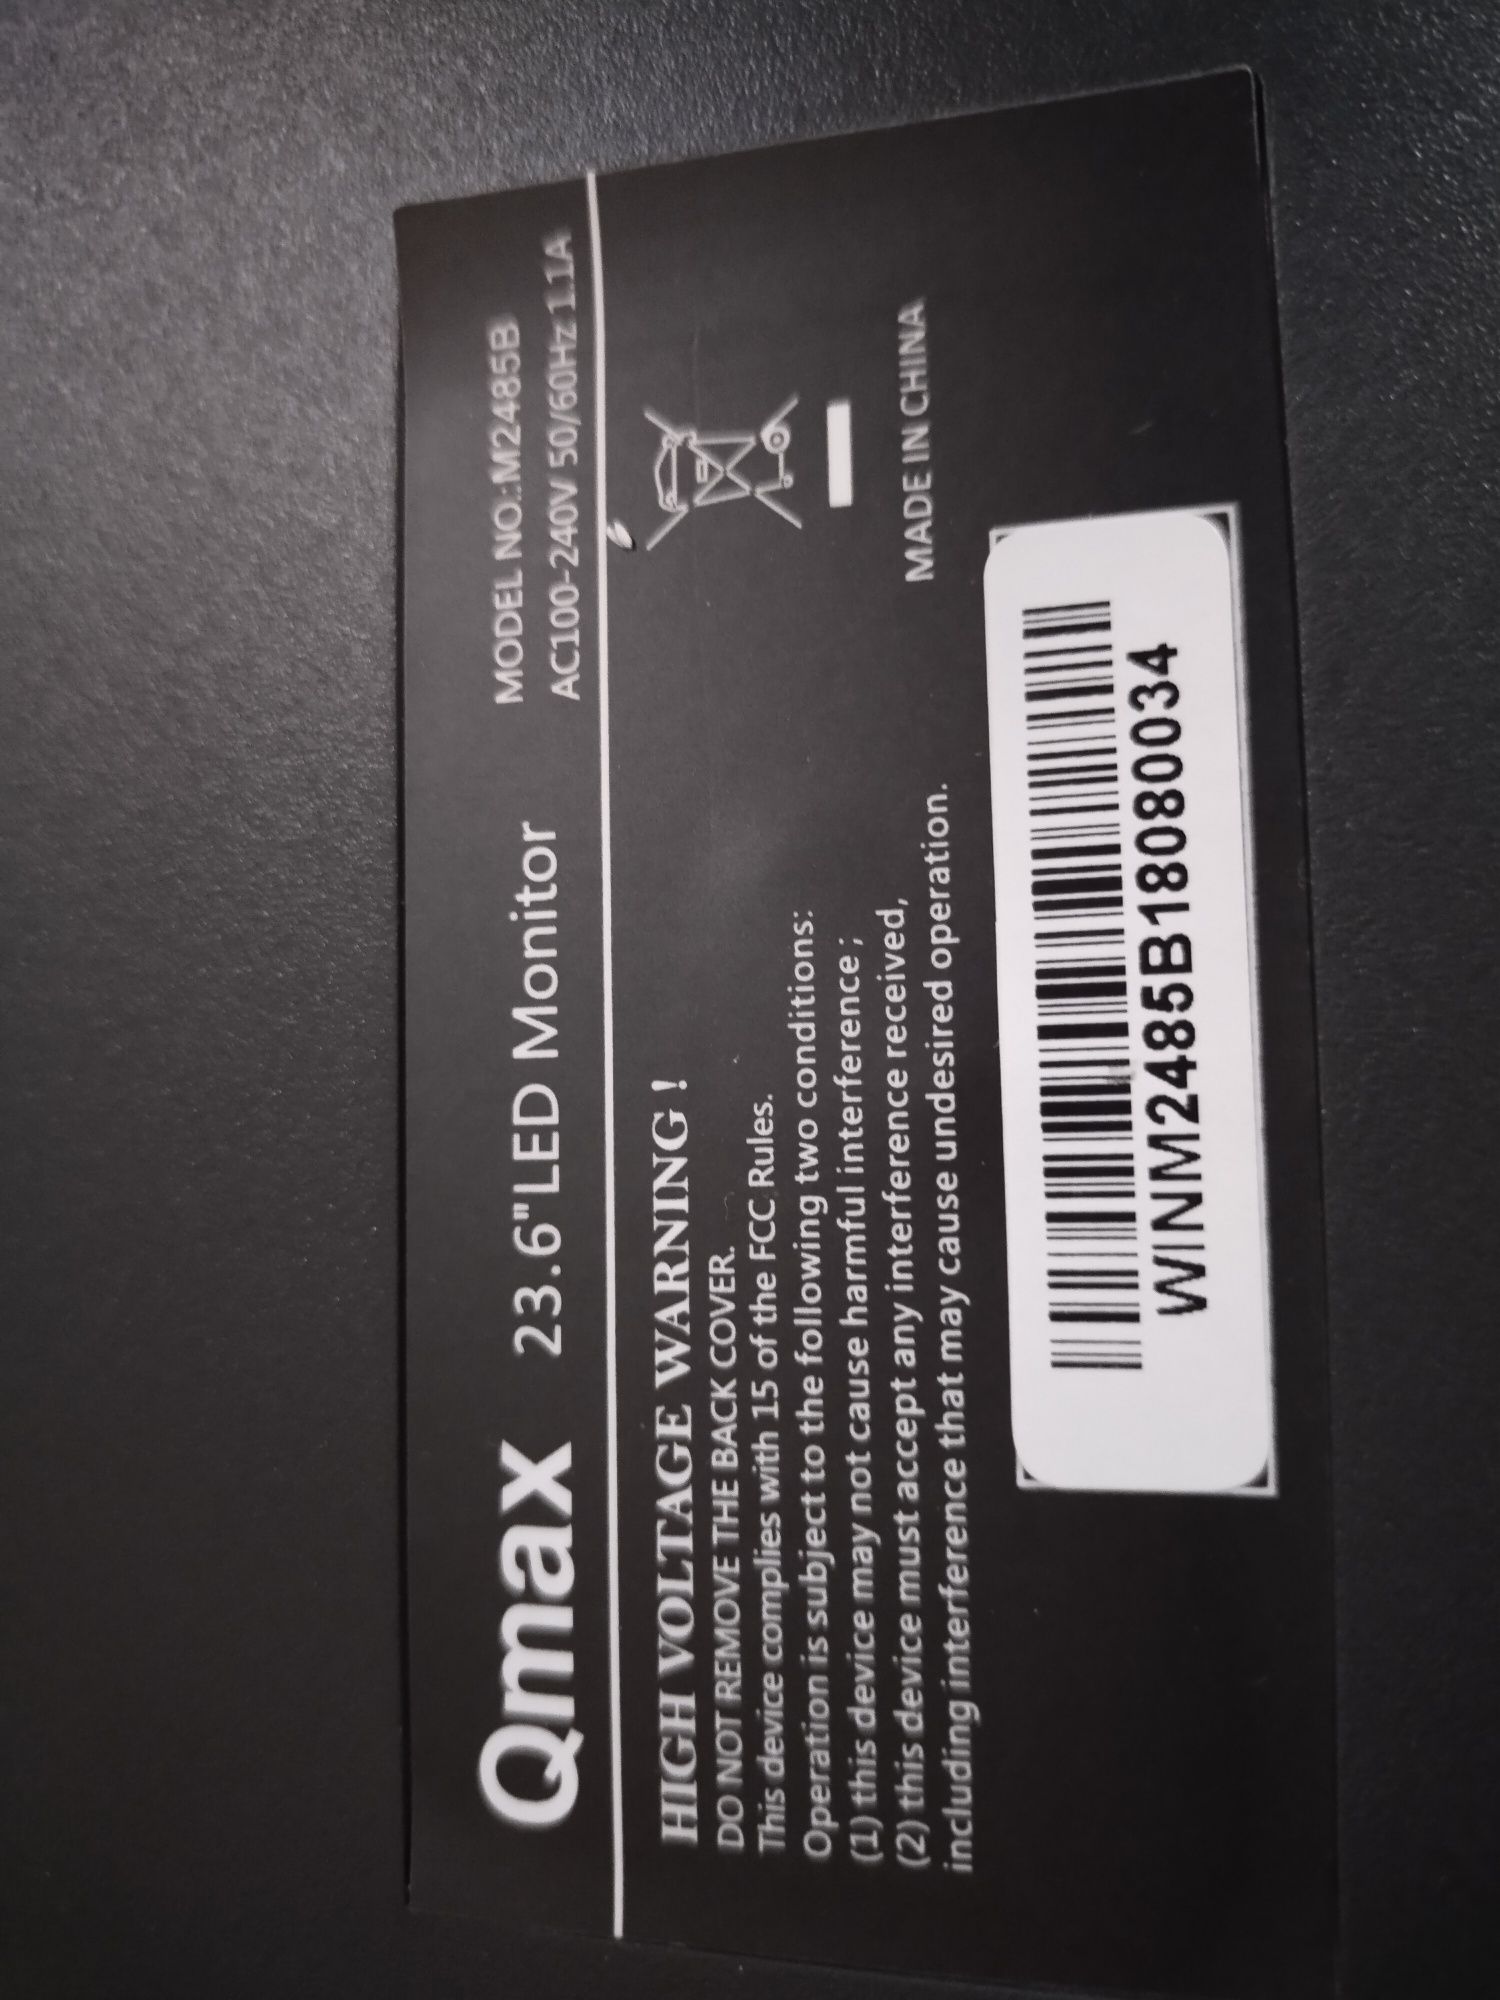 Qmax 23.6"LED Monitor
MODEL NO.:M2485B
AC100-240V 50/60Hz 1.1A
HIGH VOLTAGE WARNING !
DO NOT REMOVE THE BACK COVER.
This device complies with 15 of the FCC Rules.
Operation is subject to the following two conditions:
(1) this device may not cause harmful interference;
(2) this device must accept any interference received,
including interference that may cause undesired operation.
MADE IN CHINA
WINM2485B18080034